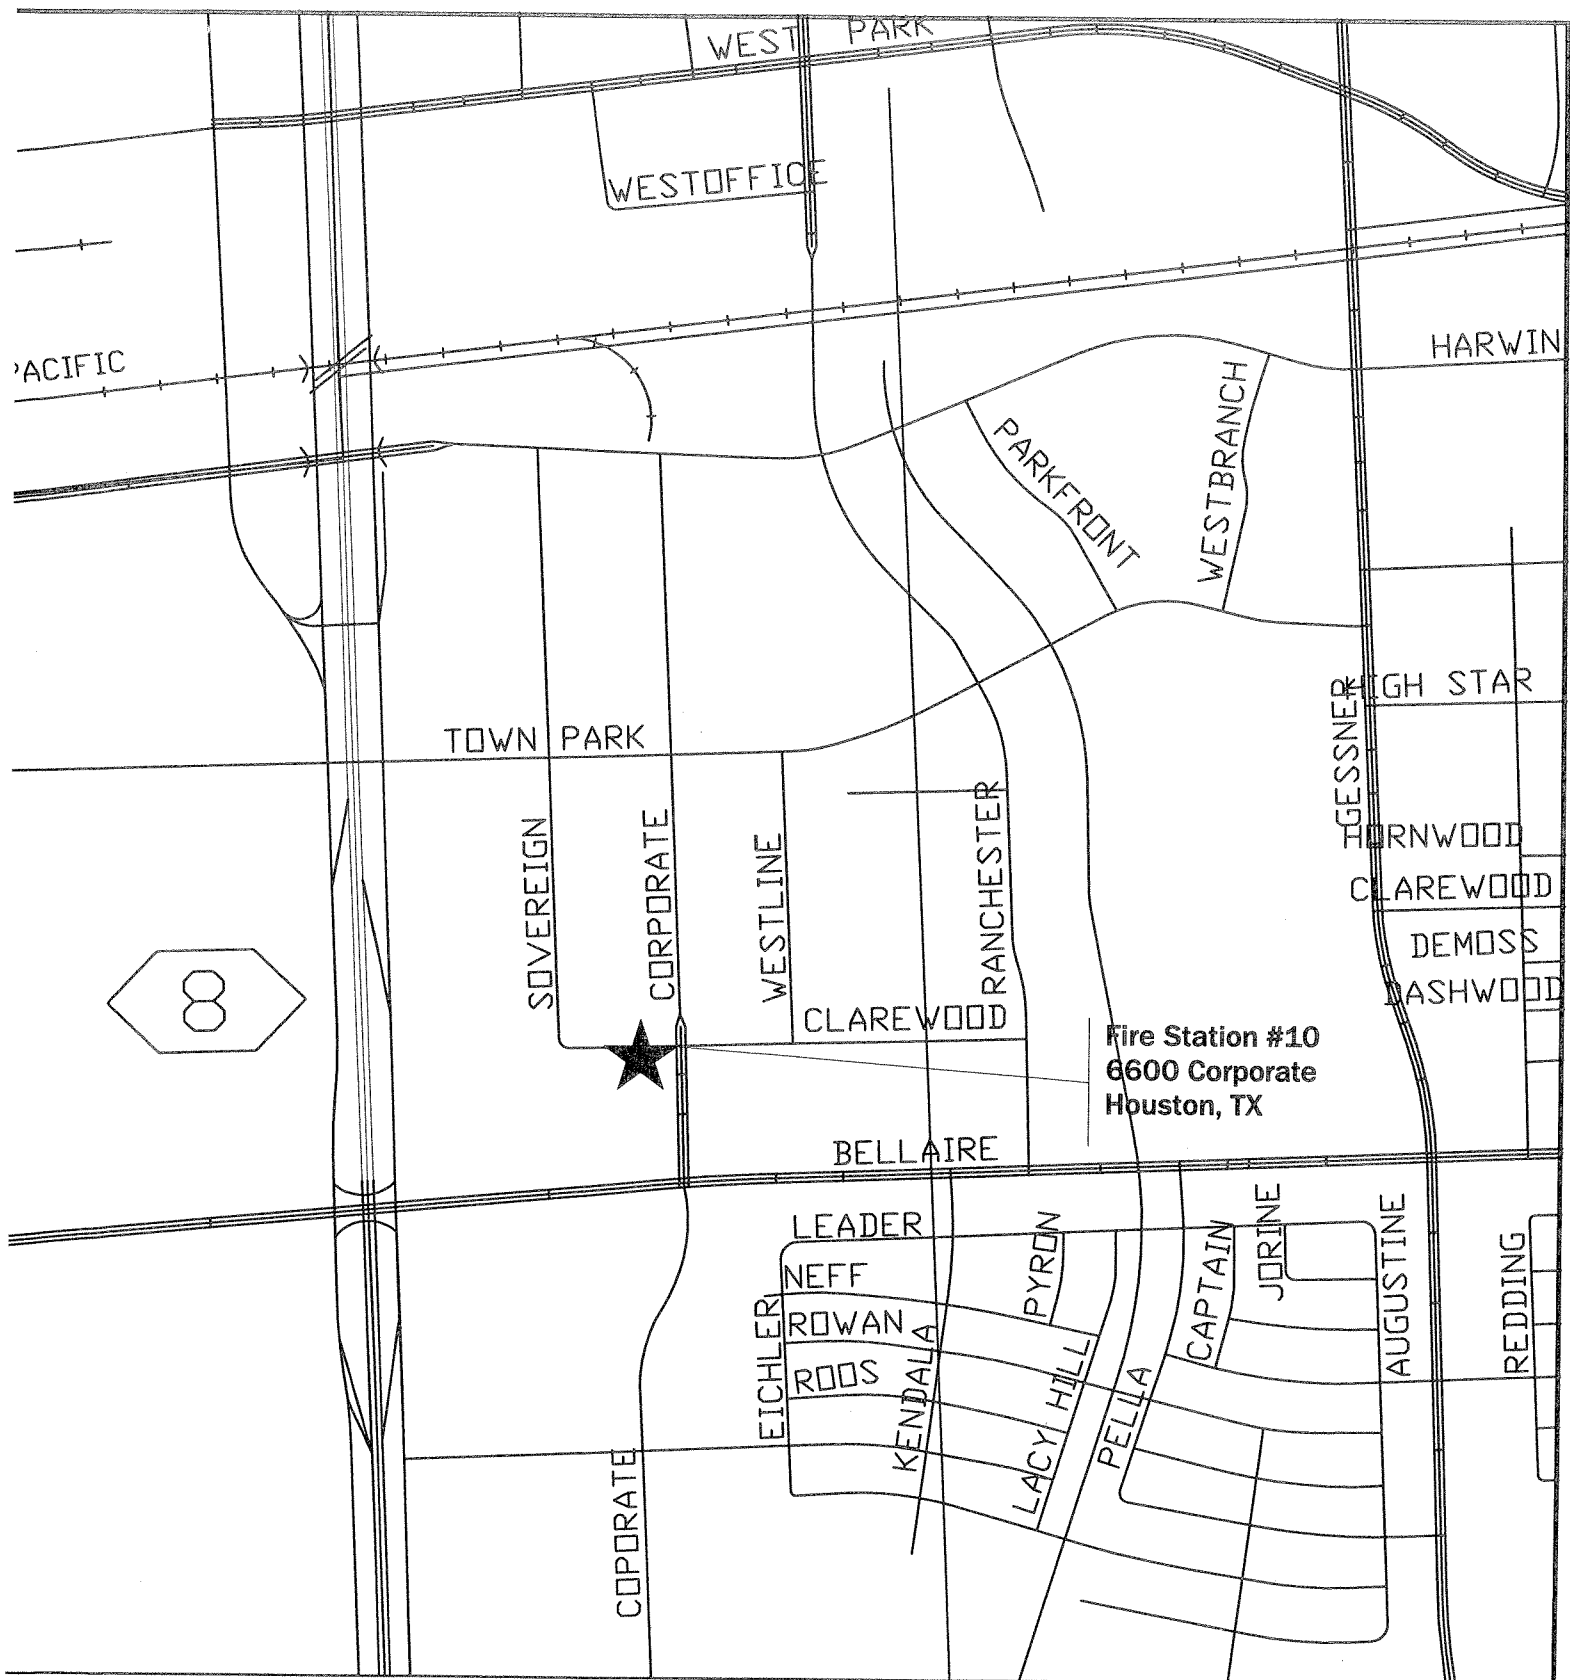 WEST PARK
WESTOFFICE
PACIFIC
HARWIN
PARKFRONT
WESTBRANCH
HIGH STAR
GESSNER
TOWN PARK
SOVEREIGN
CORPORATE
WESTLINE
RANCHESTER
HORNWOOD
CLAREWOOD
DEMOSS
DASHWOOD
8
CLAREWOOD
Fire Station #10
6600 Corporate
Houston, TX
BELLAIRE
LEADER
NEFF
ROWAN
ROOS
EICHLER
KENDALA
PYRON
LACY HILL
PELLA
CAPTAIN
JORINE
AUGUSTINE
REDDING
COPORATE